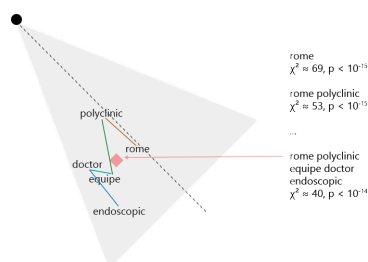 rome
χ² ≈ 69, p < 10⁻¹⁵
rome polyclinic
χ² ≈ 53, p < 10⁻¹⁵
...
polyclinic
rome
doctor
equipe
endoscopic
rome polyclinic
equipe doctor
endoscopic
χ² ≈ 40, p < 10⁻¹⁴